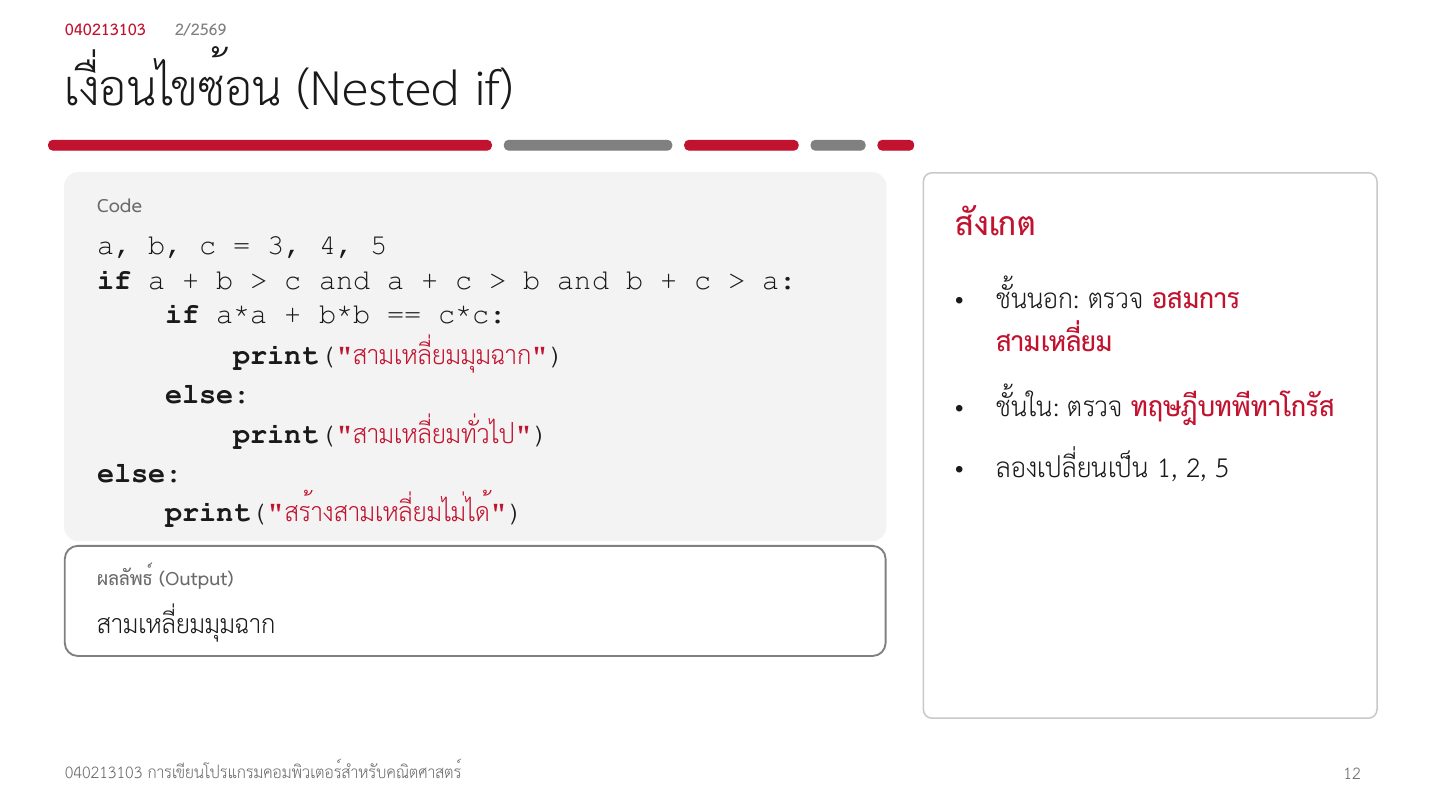 040213103 2/2569
เงื่อนไขซ้อน (Nested if)
Code
a, b, c = 3, 4, 5
if a + b > c and a + c > b and b + c > a:
    if a*a + b*b == c*c:
        print("สามเหลี่ยมมุมฉาก")
    else:
        print("สามเหลี่ยมทั่วไป")
else:
    print("สร้างสามเหลี่ยมไม่ได้")
ผลลัพธ์ (Output)
สามเหลี่ยมมุมฉาก
สังเกต
• ชั้นนอก: ตรวจ อสมการ
สามเหลี่ยม
• ชั้นใน: ตรวจ ทฤษฎีบทพีทาโกรัส
• ลองเปลี่ยนเป็น 1, 2, 5
040213103 การเขียนโปรแกรมคอมพิวเตอร์สำหรับคณิตศาสตร์
12